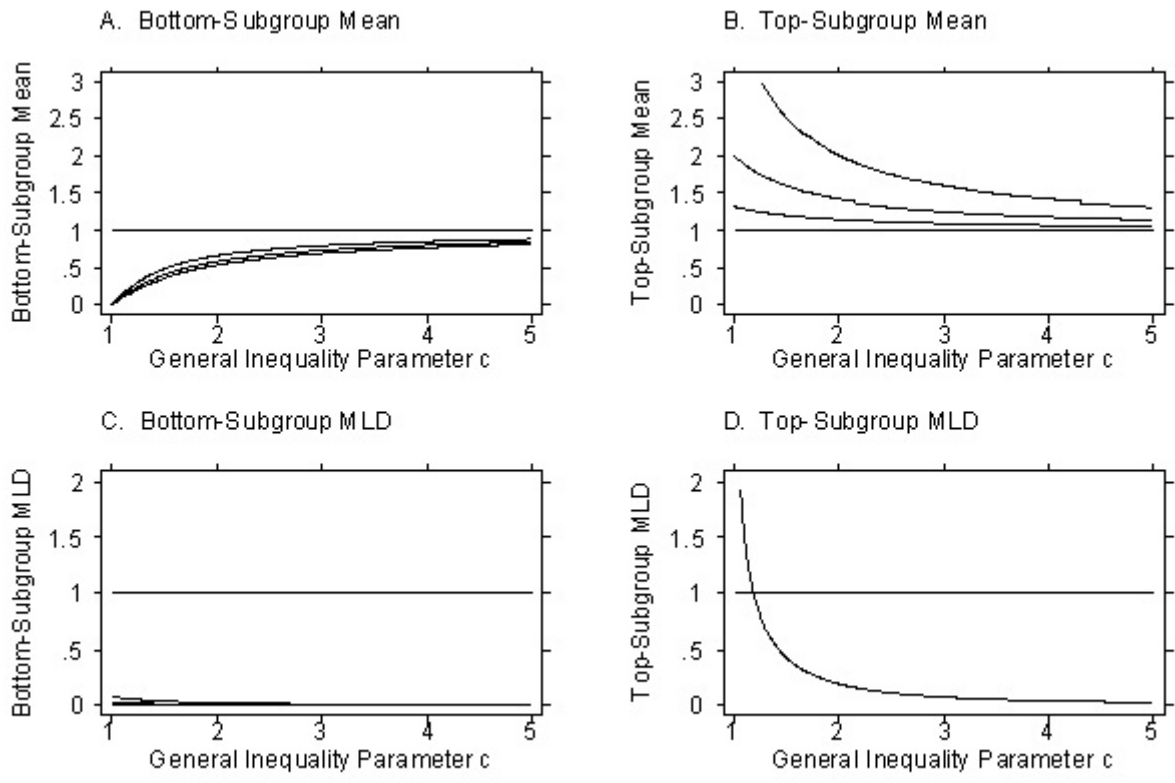 A. Bottom-Subgroup Mean
Bottom-Subgroup Mean
3
2.5
2
1.5
1
.5
0
1 2 3 4 5
General Inequality Parameter c
B. Top-Subgroup Mean
Top-Subgroup Mean
3
2.5
2
1.5
1
.5
0
1 2 3 4 5
General Inequality Parameter c
C. Bottom-Subgroup MLD
Bottom-Subgroup MLD
2
1.5
1
.5
0
1 2 3 4 5
General Inequality Parameter c
D. Top-Subgroup MLD
Top-Subgroup MLD
2
1.5
1
.5
0
1 2 3 4 5
General Inequality Parameter c